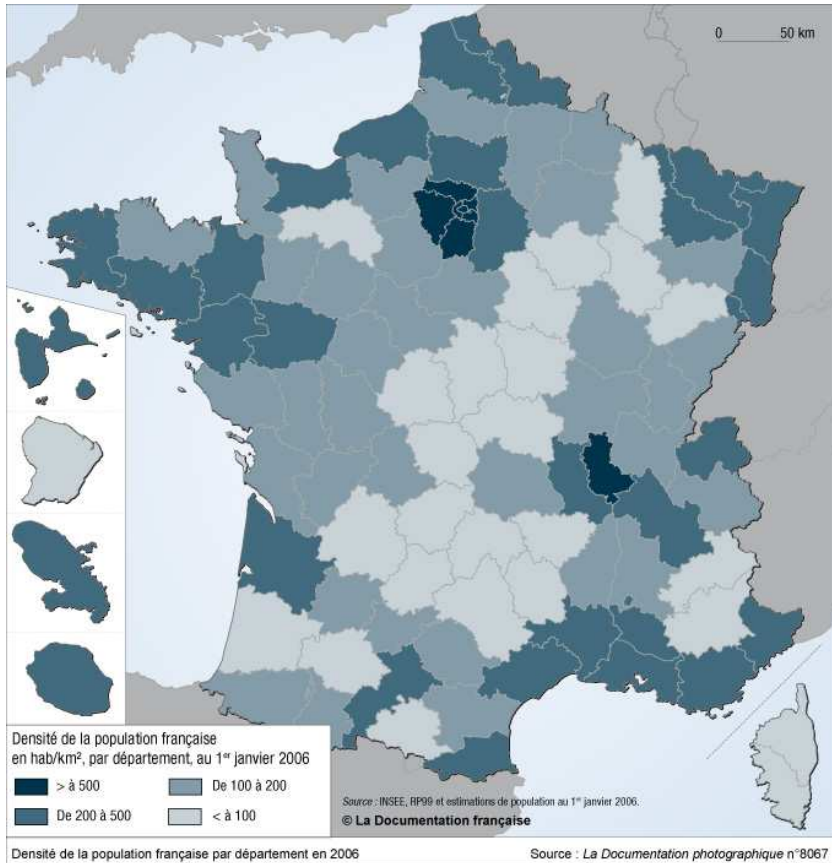 0 50 km
Densité de la population française
en hab/km², par département, au 1er janvier 2006
> à 500
De 100 à 200
De 200 à 500
< à 100
Source : INSEE, RP99 et estimations de population au 1er janvier 2006.
© La Documentation française
Densité de la population française par département en 2006
Source : La Documentation photographique n°8067